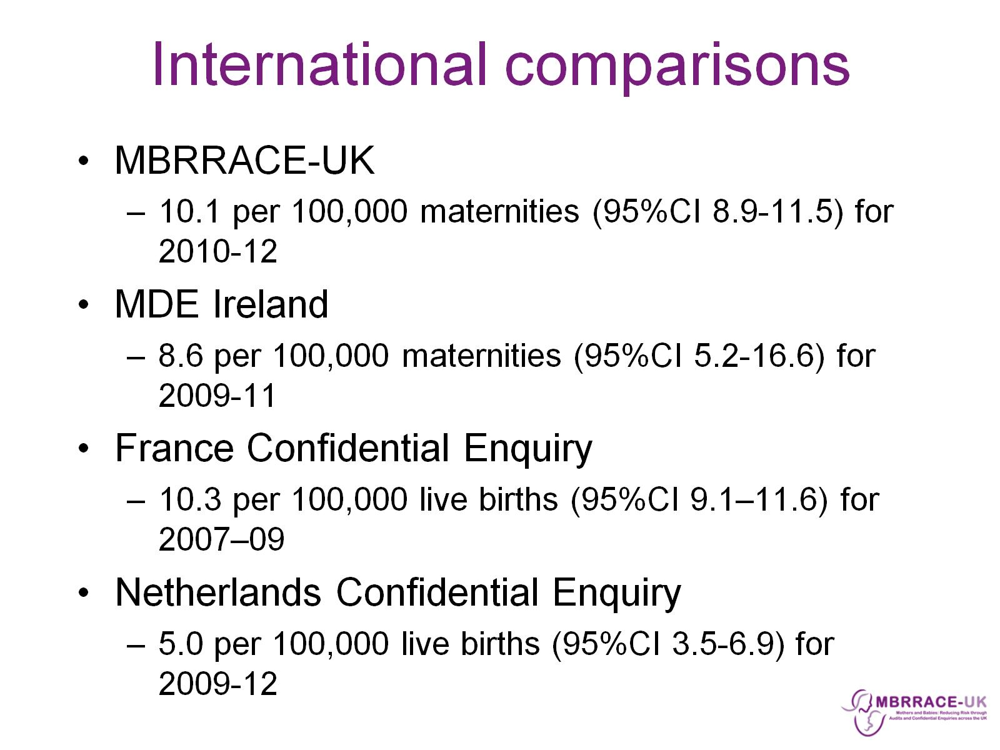 International comparisons
• MBRRACE-UK
– 10.1 per 100,000 maternities (95%CI 8.9-11.5) for
2010-12
• MDE Ireland
– 8.6 per 100,000 maternities (95%CI 5.2-16.6) for
2009-11
• France Confidential Enquiry
– 10.3 per 100,000 live births (95%CI 9.1–11.6) for
2007–09
• Netherlands Confidential Enquiry
– 5.0 per 100,000 live births (95%CI 3.5-6.9) for
2009-12
MBRRACE-UK
Mothers and Babies: Reducing Risk through
Audits and Confidential Enquiries across the UK